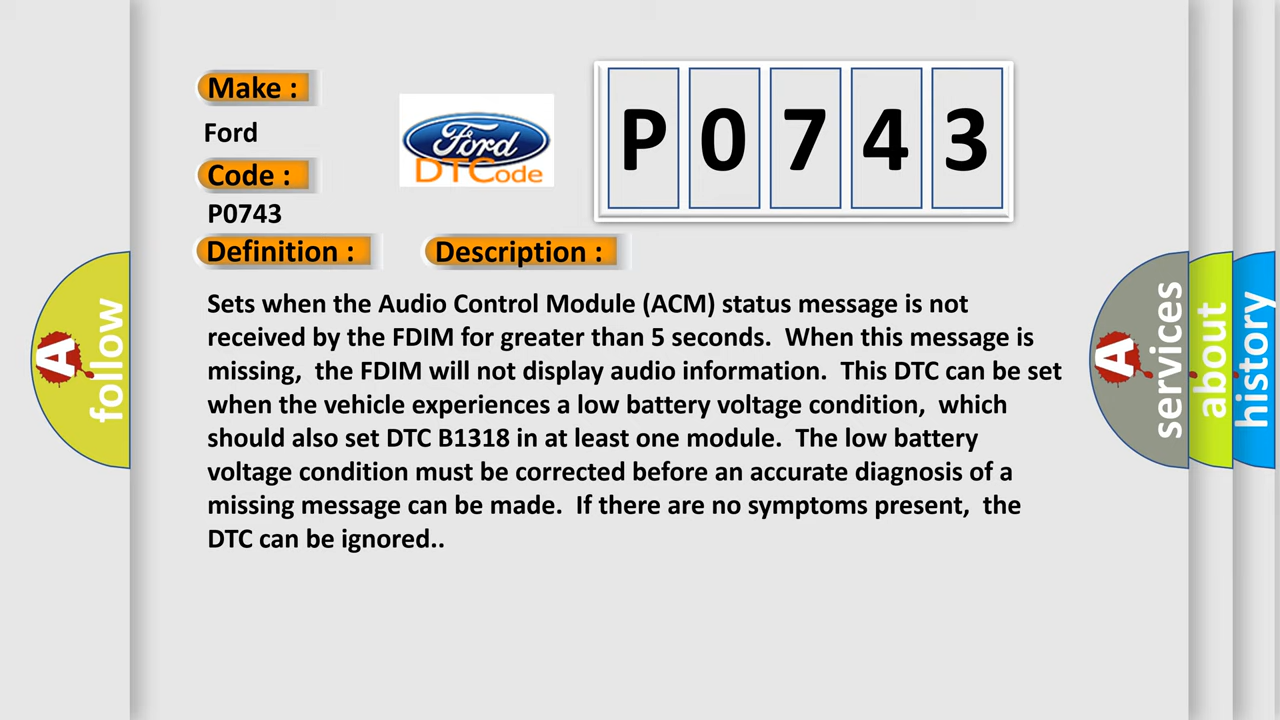 Make :
Ford
Code :
P0743
Definition :
Description :
Ford
DTCode
P0743
Sets when the Audio Control Module (ACM) status message is not
received by the FDIM for greater than 5 seconds  When this message is
missing,  the FDIM will not display audio information  This DTC can be set
when the vehicle experiences a low battery voltage condition,  which
should also set DTC B1318 in at least one module  The low battery
voltage condition must be corrected before an accurate diagnosis of a
missing message can be made  If there are no symptoms present,  the
DTC can be ignored..
A
follow
A
services
about
history